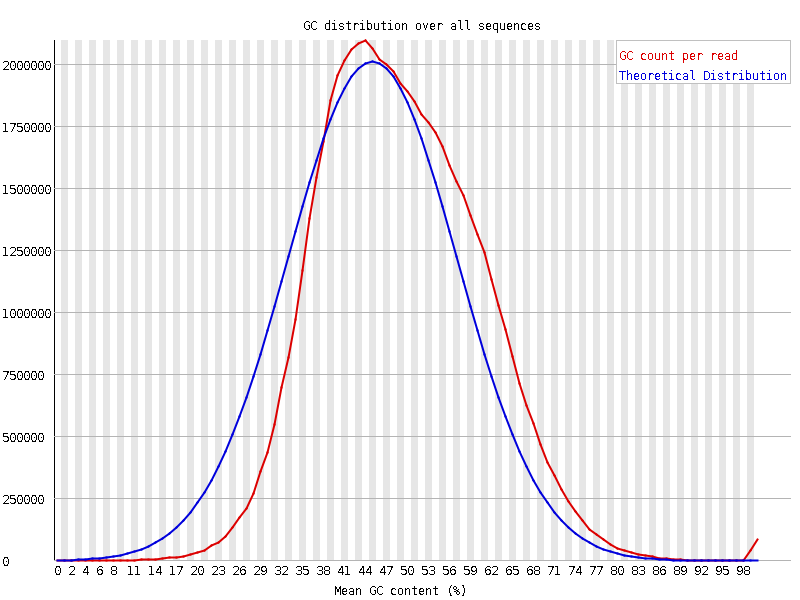 GC distribution over all sequences
GC count per read
Theoretical Distribution
2000000
1750000
1500000
1250000
1000000
750000
500000
250000
0
0 2 4 6 8 11 14 17 20 23 26 29 32 35 38 41 44 47 50 53 56 59 62 65 68 71 74 77 80 83 86 89 92 95 98
Mean GC content (%)